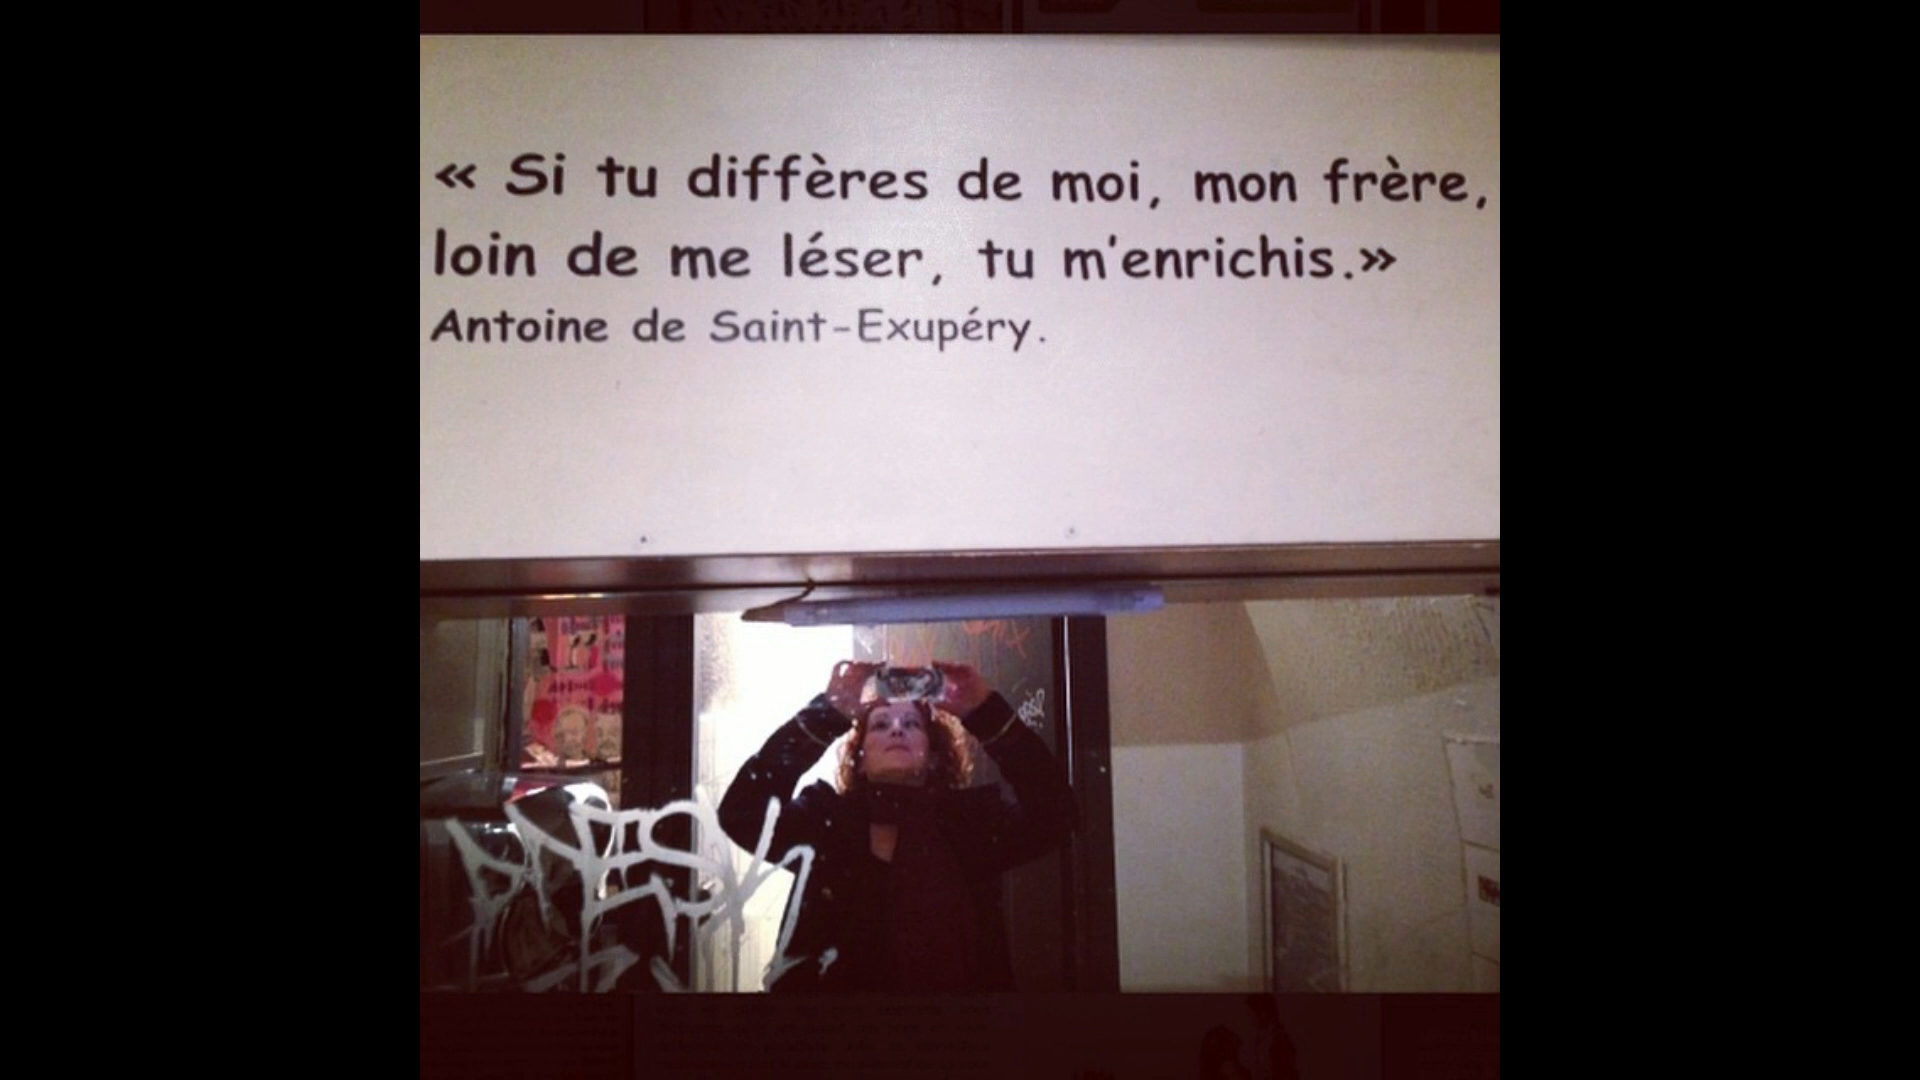 « Si tu diffères de moi, mon frère,
loin de me léser, tu m'enrichis.»
Antoine de Saint-Exupéry.